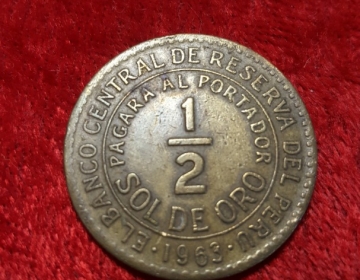 EL BANCO CENTRAL DE RESERVA DEL PERU
PAGARA AL PORTADOR
1/2
SOL DE ORO
·1963·